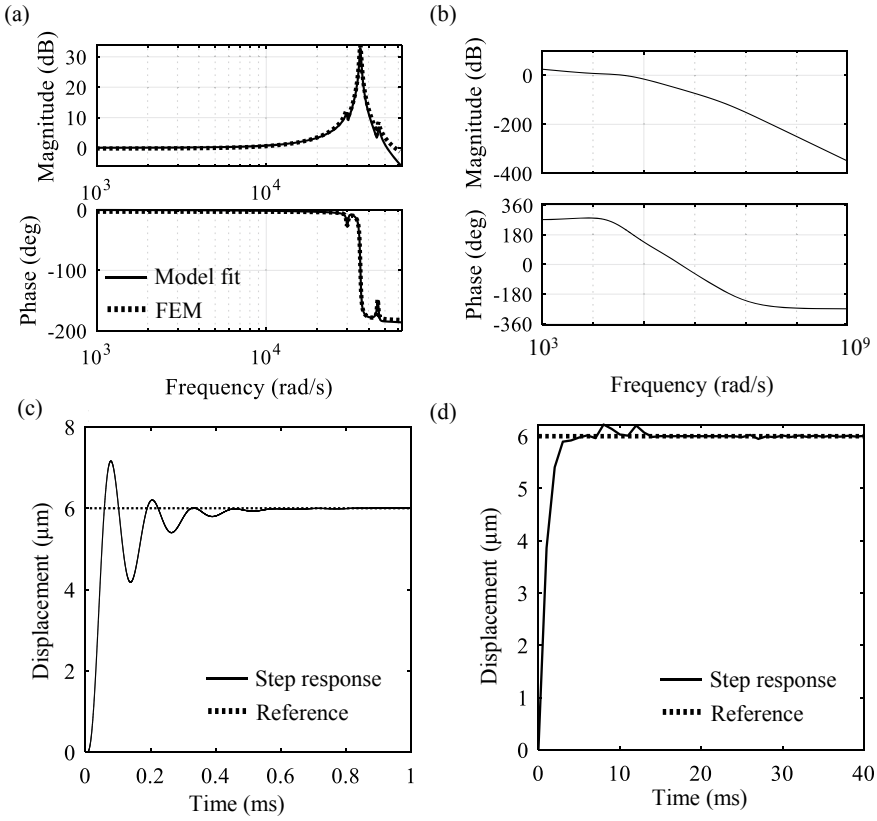 (a)
Magnitude (dB)
30
20
10
0
10³
10⁴
Phase (deg)
0
-100
-200
Model fit
FEM
10³
10⁴
Frequency (rad/s)
(b)
Magnitude (dB)
0
-200
-400
Phase (deg)
360
180
0
-180
-360
10³
10⁹
Frequency (rad/s)
(c)
Displacement (μm)
8
6
4
2
0
Step response
Reference
0
0.2
0.4
0.6
0.8
1
Time (ms)
(d)
Displacement (μm)
6
5
4
3
2
1
0
Step response
Reference
0
10
20
30
40
Time (ms)